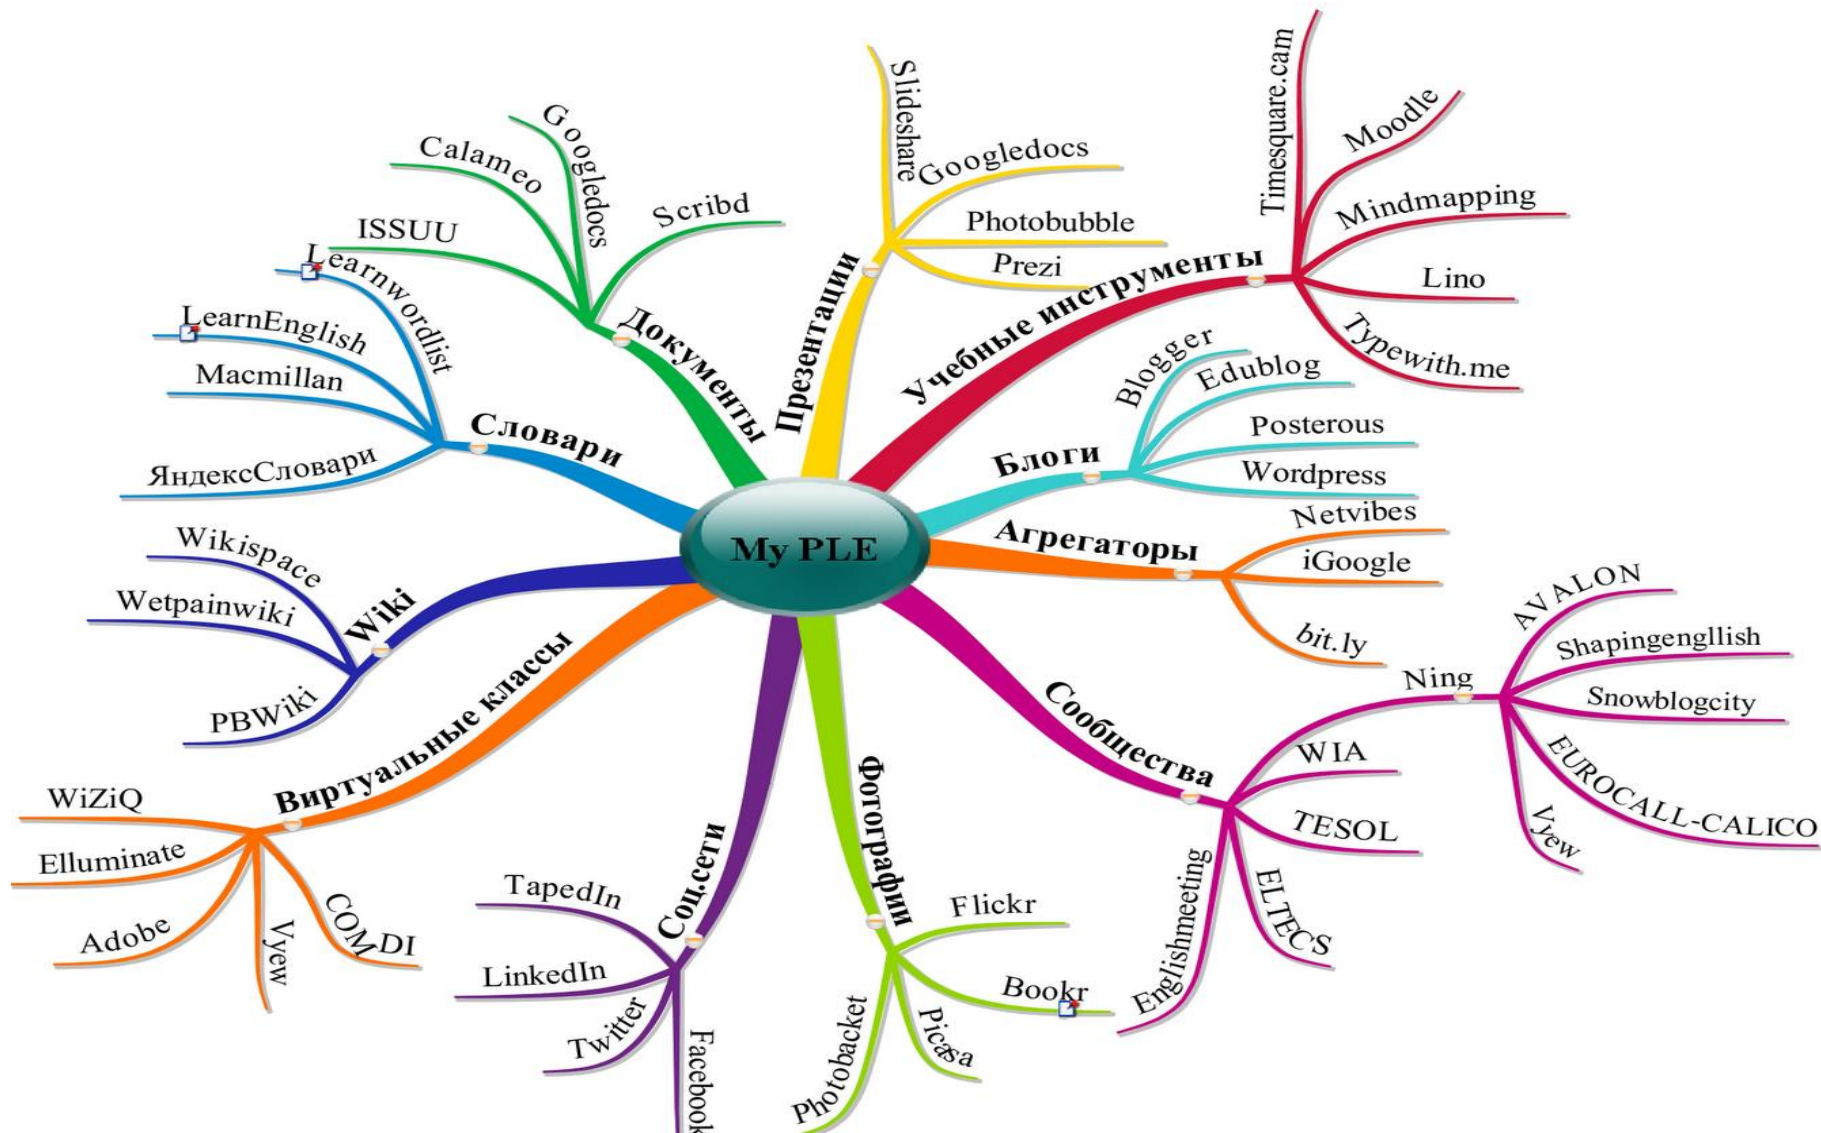 My PLE
Документы
ISSUU
Calameo
Googledocs
Scribd
Презентации
Slideshare
Googledocs
Photobubble
Prezi
Учебные инструменты
Timesquare.cam
Moodle
Mindmapping
Lino
Typewith.me
Блоги
Blogger
Edublog
Posterous
Wordpress
Агрегаторы
Netvibes
iGoogle
bit.ly
Сообщества
Ning
AVALON
Shapingengllish
Snowblogcity
EUROCALL-CALICO
Vyew
WIA
TESOL
ELTECS
Englishmeeting
Фотографии
Flickr
Bookr
Picasa
Photobacket
Соц.сети
TapedIn
LinkedIn
Twitter
Facebook
Виртуальные классы
WiZiQ
Elluminate
Adobe
Vyew
COMDI
Wiki
Wikispace
Wetpainwiki
PBWiki
Словари
Learnwordlist
LearnEnglish
Macmillan
ЯндексСловари